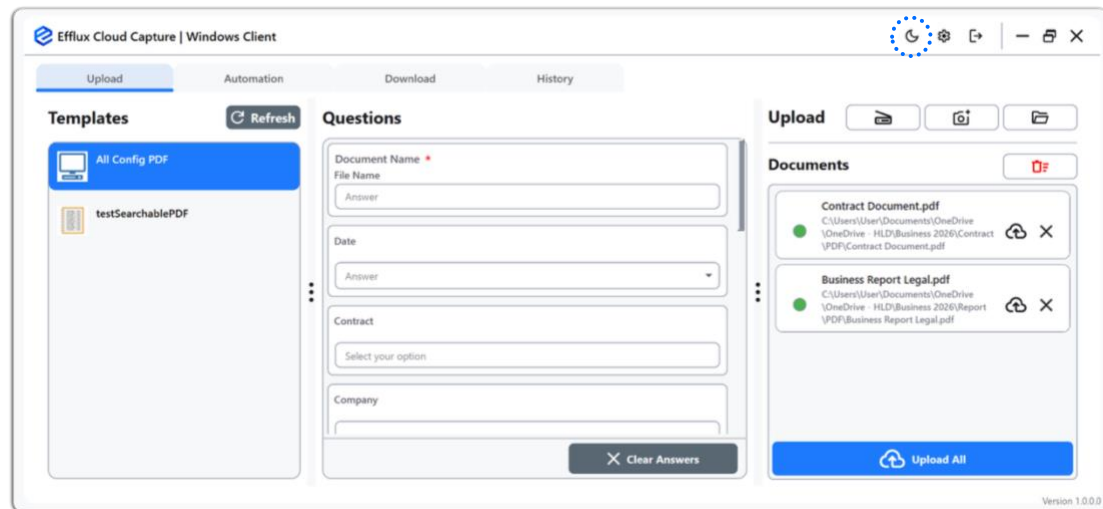 Efflux Cloud Capture | Windows Client
Upload
Automation
Download
History
Templates
Refresh
All Config PDF
testSearchablePDF
Questions
Document Name *
File Name
Answer
Date
Answer
Contract
Select your option
Company
Clear Answers
Upload
Documents
Contract Document.pdf
C:\Users\User\Documents\OneDrive
\OneDrive - HLD\Business 2026\Contract
\PDF\Contract Document.pdf
Business Report Legal.pdf
C:\Users\User\Documents\OneDrive
\OneDrive - HLD\Business 2026\Report
\PDF\Business Report Legal.pdf
Upload All
Version 1.0.0.0